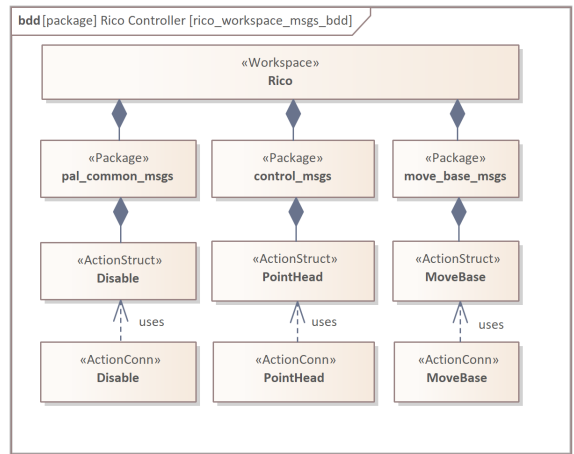 bdd [package] Rico Controller [rico_workspace_msgs_bdd]
«Workspace»
Rico
«Package»
pal_common_msgs
«Package»
control_msgs
«Package»
move_base_msgs
«ActionStruct»
Disable
«ActionStruct»
PointHead
«ActionStruct»
MoveBase
uses
uses
uses
«ActionConn»
Disable
«ActionConn»
PointHead
«ActionConn»
MoveBase